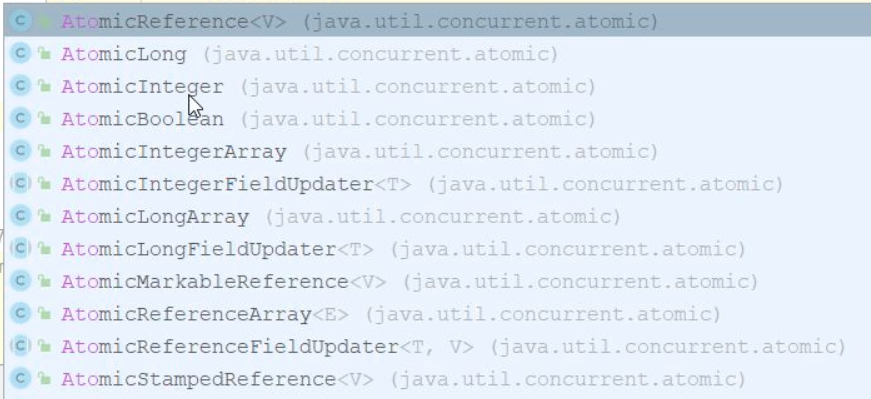 C AtomicReference<V> (java.util.concurrent.atomic)
C AtomicLong (java.util.concurrent.atomic)
C AtomicInteger (java.util.concurrent.atomic)
C AtomicBoolean (java.util.concurrent.atomic)
C AtomicIntegerArray (java.util.concurrent.atomic)
C AtomicIntegerFieldUpdater<T> (java.util.concurrent.atomic)
C AtomicLongArray (java.util.concurrent.atomic)
C AtomicLongFieldUpdater<T> (java.util.concurrent.atomic)
C AtomicMarkableReference<V> (java.util.concurrent.atomic)
C AtomicReferenceArray<E> (java.util.concurrent.atomic)
C AtomicReferenceFieldUpdater<T, V> (java.util.concurrent.atomic)
C AtomicStampedReference<V> (java.util.concurrent.atomic)